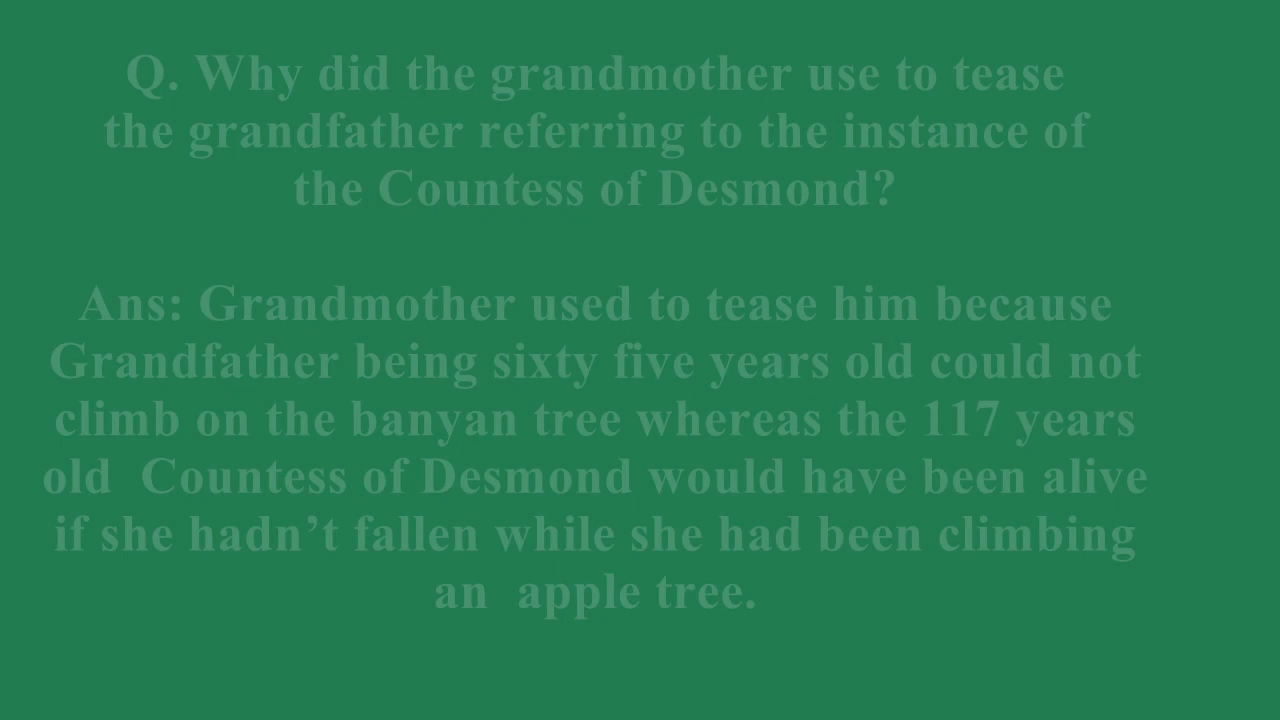 Q. Why did the grandmother use to tease
the grandfather referring to the instance of
the Countess of Desmond?
Ans: Grandmother used to tease him because
Grandfather being sixty five years old could not
climb on the banyan tree whereas the 117 years
old  Countess of Desmond would have been alive
if she hadn’t fallen while she had been climbing
an  apple tree.